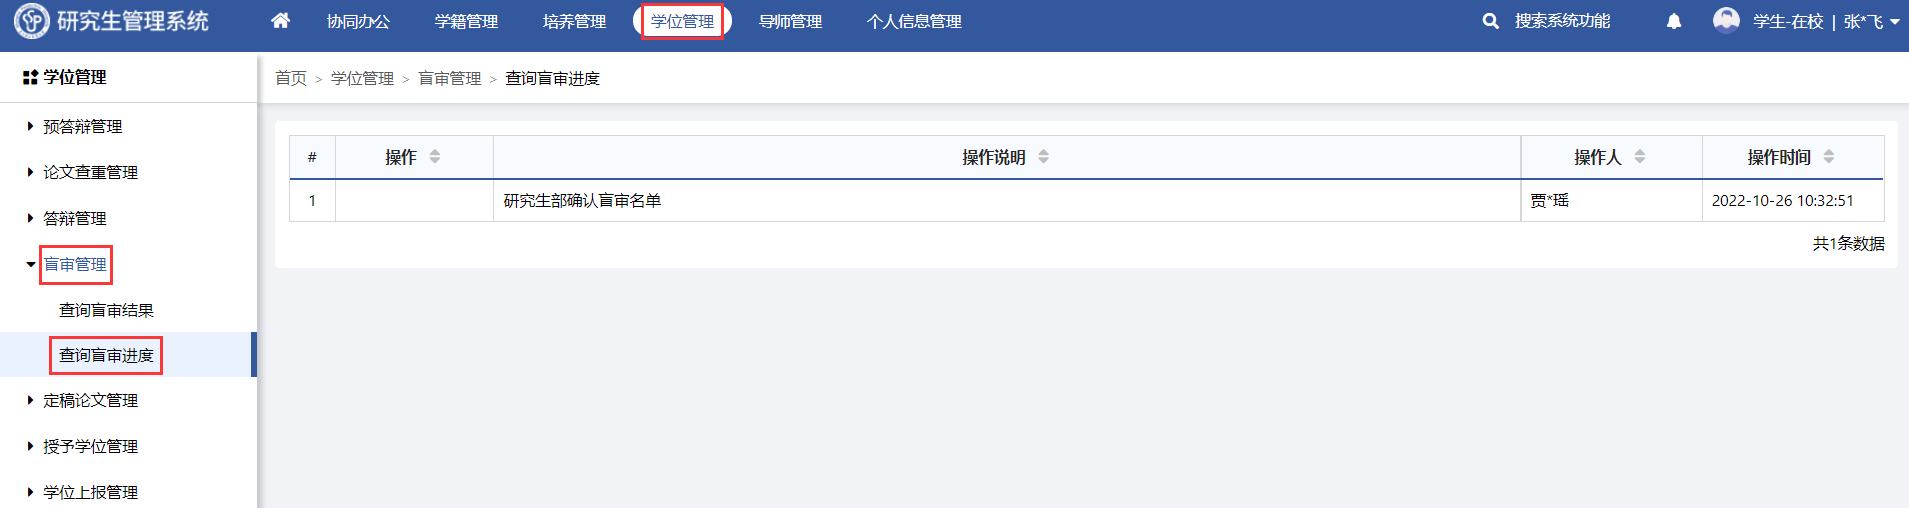 研究生管理系统 协同办公 学籍管理 培养管理 学位管理 导师管理 个人信息管理 搜索系统功能 学生-在校 | 张*飞
学位管理
首页 > 学位管理 > 盲审管理 > 查询盲审进度
预答辩管理
论文查重管理
答辩管理
盲审管理
查询盲审结果
查询盲审进度
定稿论文管理
授予学位管理
学位上报管理
# 操作 操作说明 操作人 操作时间
1 研究生部确认盲审名单 贾*瑶 2022-10-26 10:32:51
共1条数据